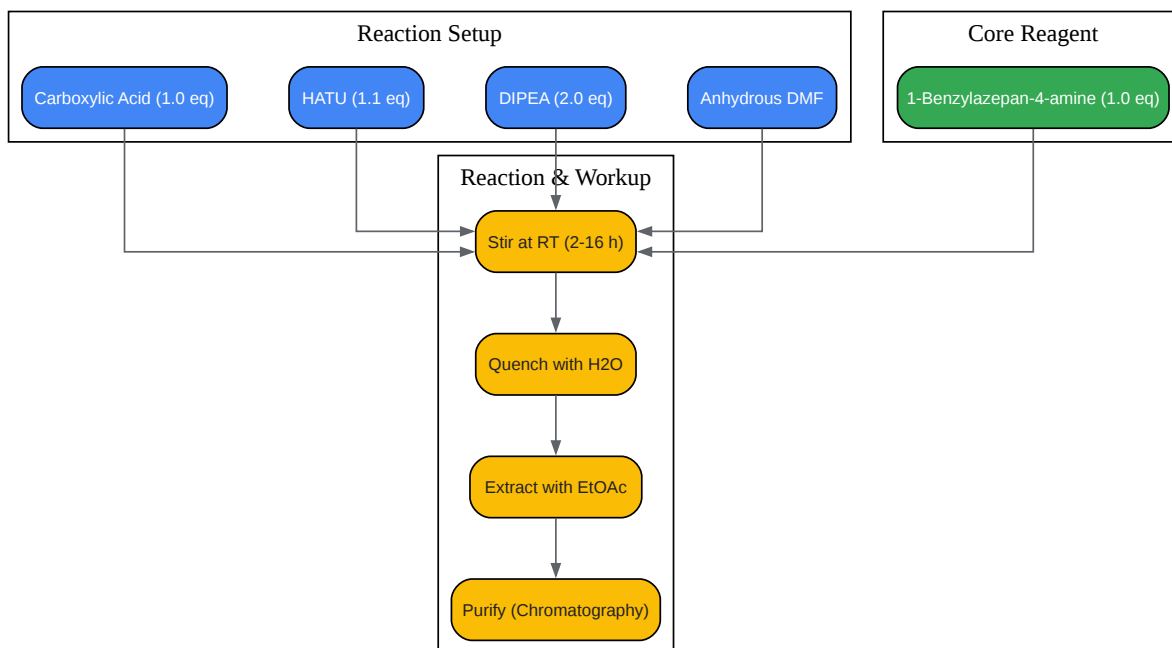 Reaction Setup
Core Reagent
Carboxylic Acid (1.0 eq)
HATU (1.1 eq)
DIPEA (2.0 eq)
Anhydrous DMF
1-Benzylazepan-4-amine (1.0 eq)
Reaction & Workup
Stir at RT (2-16 h)
Quench with H2O
Extract with EtOAc
Purify (Chromatography)